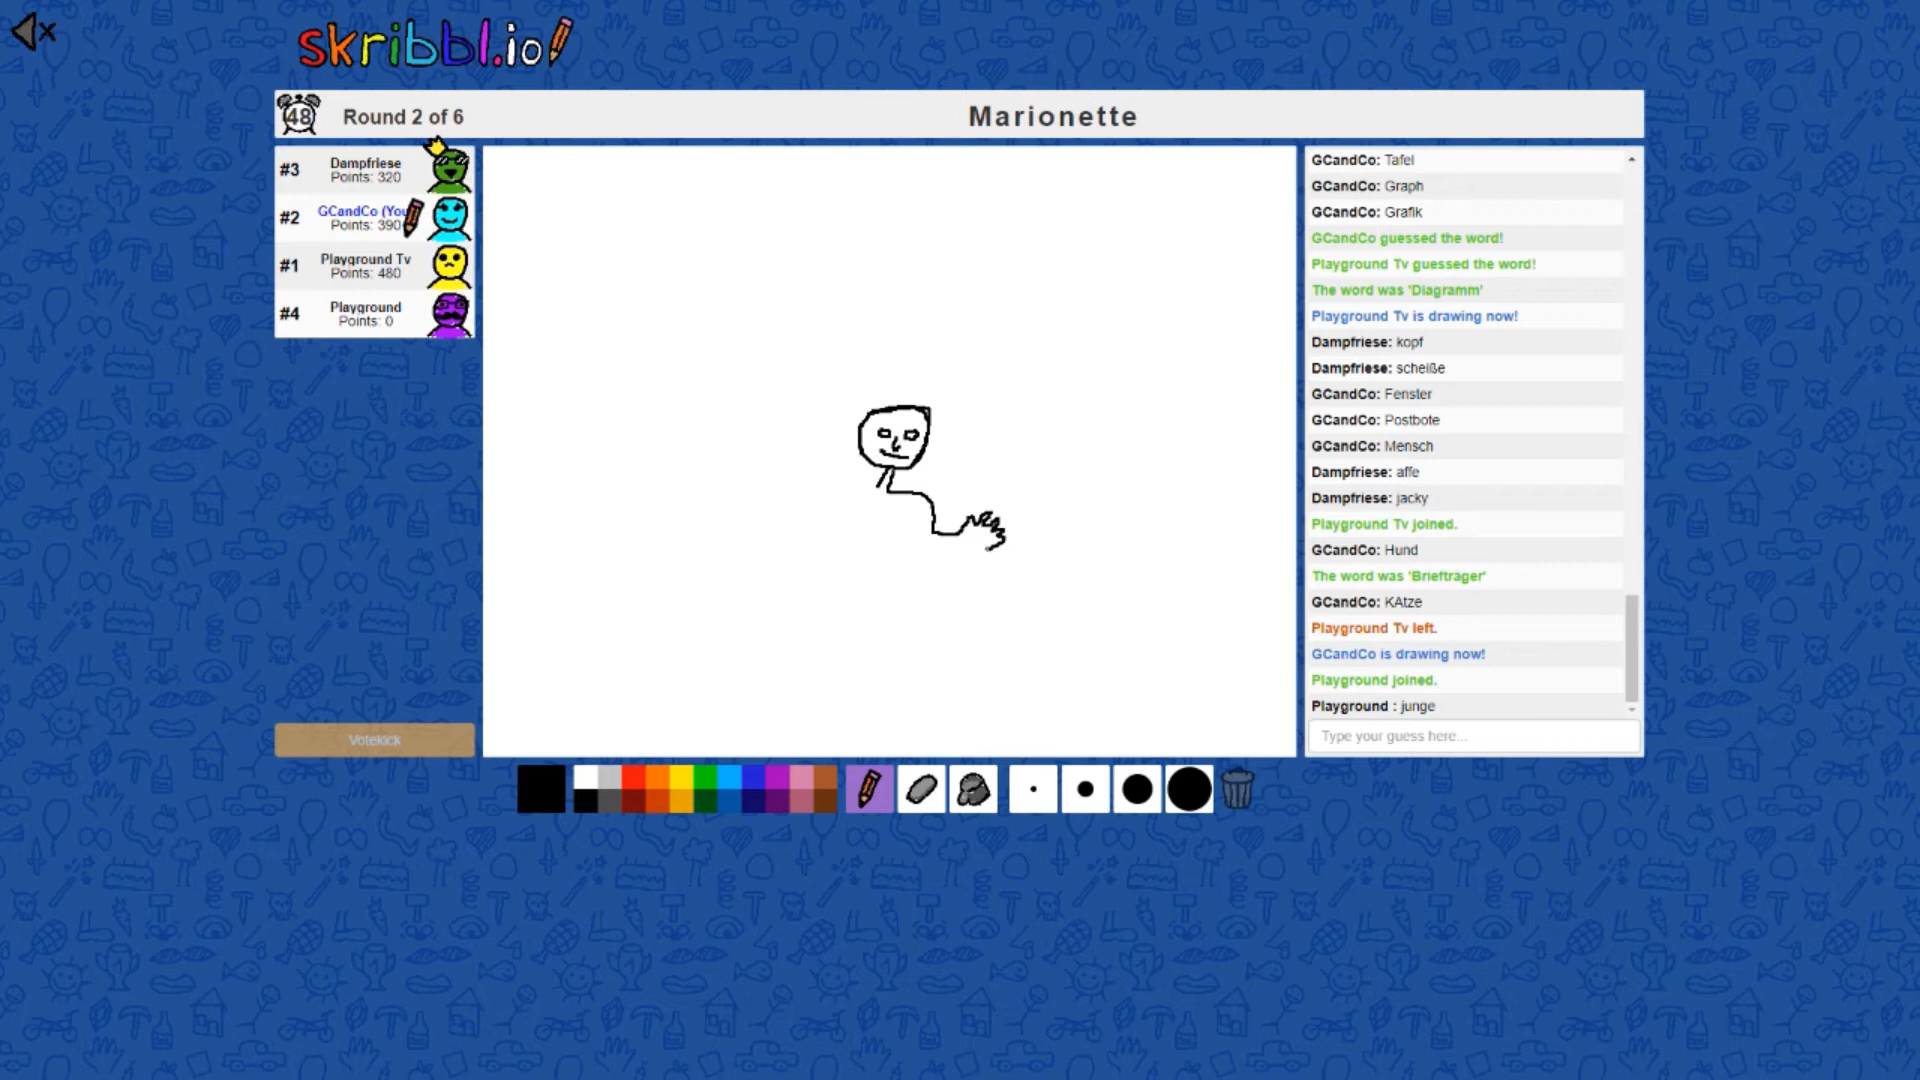 skribbl.io
48
Round 2 of 6
Marionette
#3
Dampfriese
Points: 320
#2
GCandCo (You
Points: 390
#1
Playground Tv
Points: 480
#4
Playground
Points: 0
Votekick
GCandCo: Tafel
GCandCo: Graph
GCandCo: Grafik
GCandCo guessed the word!
Playground Tv guessed the word!
The word was 'Diagramm'
Playground Tv is drawing now!
Dampfriese: kopf
Dampfriese: scheiße
GCandCo: Fenster
GCandCo: Postbote
GCandCo: Mensch
Dampfriese: affe
Dampfriese: jacky
Playground Tv joined.
GCandCo: Hund
The word was 'Briefträger'
GCandCo: KAtze
Playground Tv left.
GCandCo is drawing now!
Playground joined.
Playground : junge
Type your guess here...